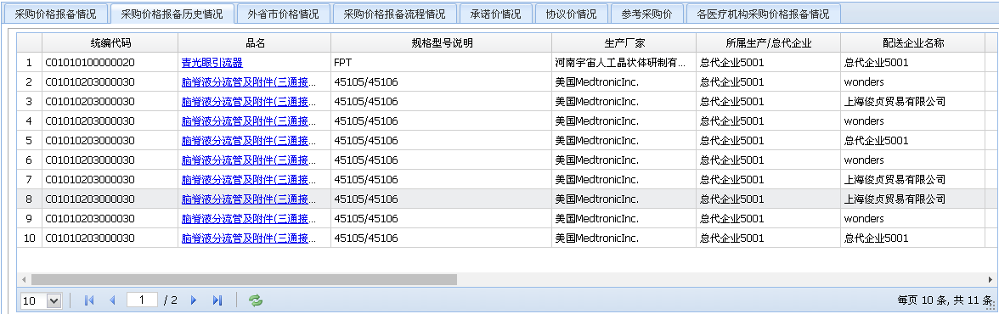 采购价格报备情况 采购价格报备历史情况 外省市价格情况 采购价格报备流程情况 承诺价情况 协议价情况 参考采购价 各医疗机构采购价格报备情况
统编代码 品名 规格型号说明 生产厂家 所属生产/总代企业 配送企业名称
1 C01010100000020 青光眼引流器 FPT 河南宇宙人工晶状体研制有... 总代企业5001 总代企业5001
2 C01010203000030 脑脊液分流管及附件(三通接... 45105/45106 美国MedtronicInc. 总代企业5001 wonders
3 C01010203000030 脑脊液分流管及附件(三通接... 45105/45106 美国MedtronicInc. 总代企业5001 上海俊贞贸易有限公司
4 C01010203000030 脑脊液分流管及附件(三通接... 45105/45106 美国MedtronicInc. 总代企业5001 wonders
5 C01010203000030 脑脊液分流管及附件(三通接... 45105/45106 美国MedtronicInc. 总代企业5001 总代企业5001
6 C01010203000030 脑脊液分流管及附件(三通接... 45105/45106 美国MedtronicInc. 总代企业5001 wonders
7 C01010203000030 脑脊液分流管及附件(三通接... 45105/45106 美国MedtronicInc. 总代企业5001 上海俊贞贸易有限公司
8 C01010203000030 脑脊液分流管及附件(三通接... 45105/45106 美国MedtronicInc. 总代企业5001 上海俊贞贸易有限公司
9 C01010203000030 脑脊液分流管及附件(三通接... 45105/45106 美国MedtronicInc. 总代企业5001 wonders
10 C01010203000030 脑脊液分流管及附件(三通接... 45105/45106 美国MedtronicInc. 总代企业5001 总代企业5001
10 1 / 2 每页 10 条, 共 11 条